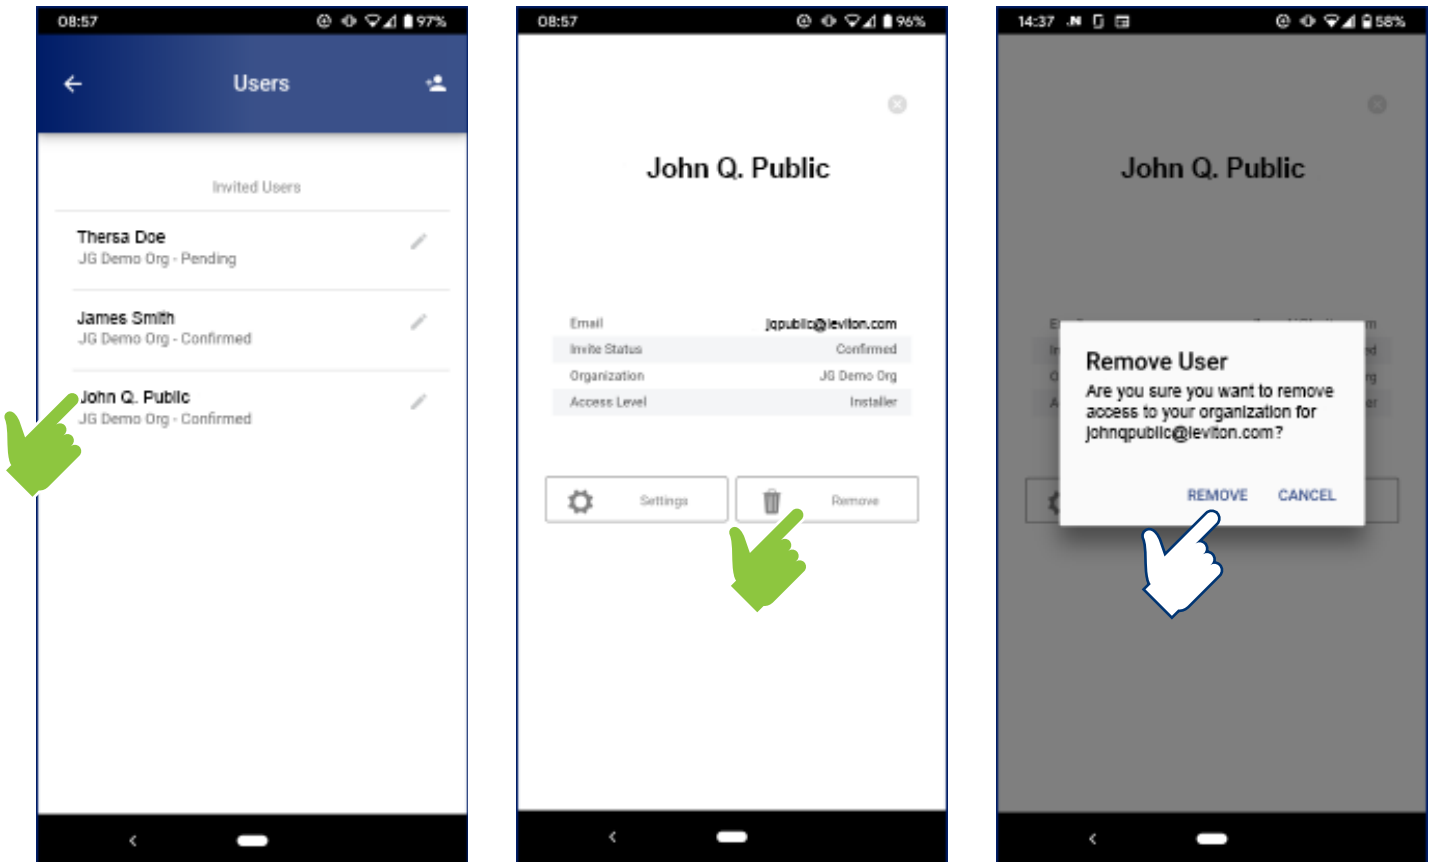 08:57 97%
Users
Invited Users
Thersa Doe
JG Demo Org - Pending
James Smith
JG Demo Org - Confirmed
John Q. Public
JG Demo Org - Confirmed
08:57 96%
John Q. Public
Email jqpublic@leviton.com
Invite Status Confirmed
Organization JG Demo Org
Access Level Installer
Settings Remove
14:37 58%
John Q. Public
Remove User
Are you sure you want to remove
access to your organization for
johnqpublic@leviton.com?
REMOVE CANCEL